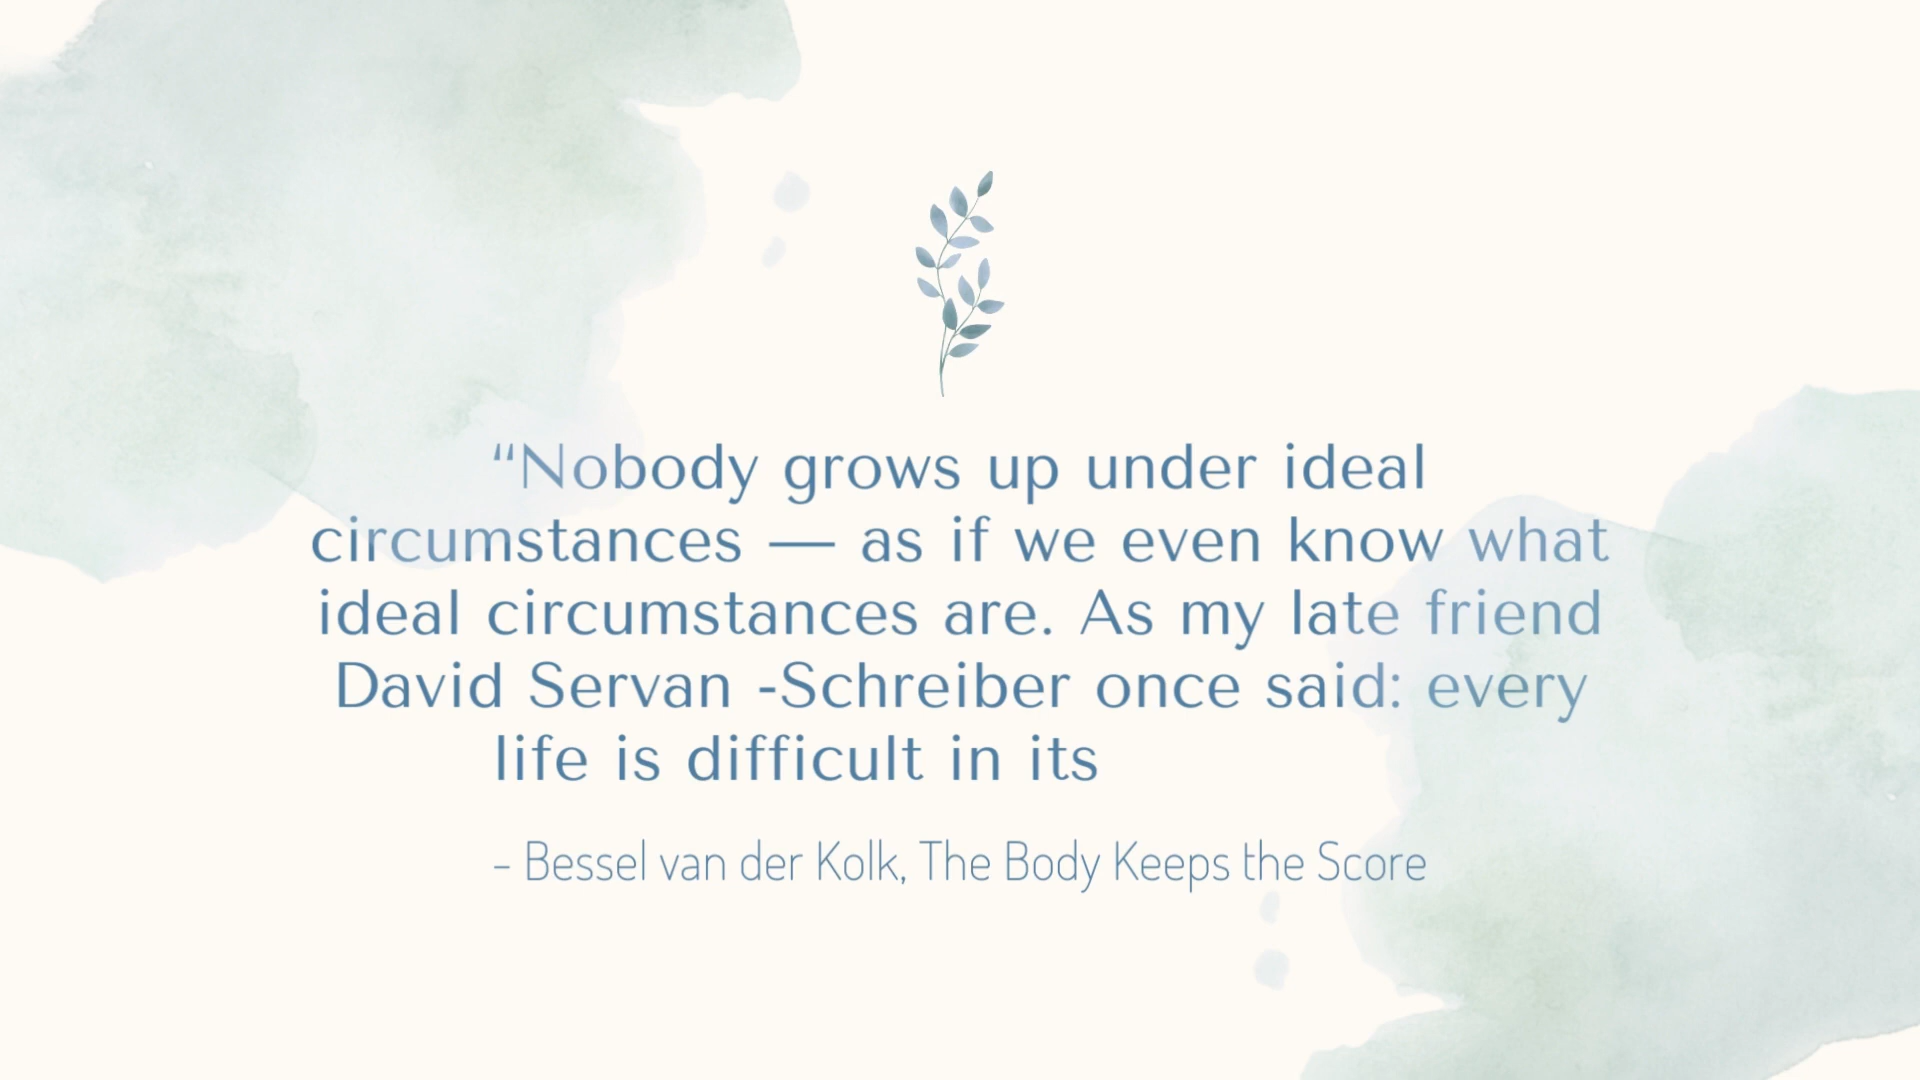 “Nobody grows up under ideal
circumstances — as if we even know what
ideal circumstances are. As my late friend
David Servan -Schreiber once said: every
life is difficult in its
– Bessel van der Kolk, The Body Keeps the Score